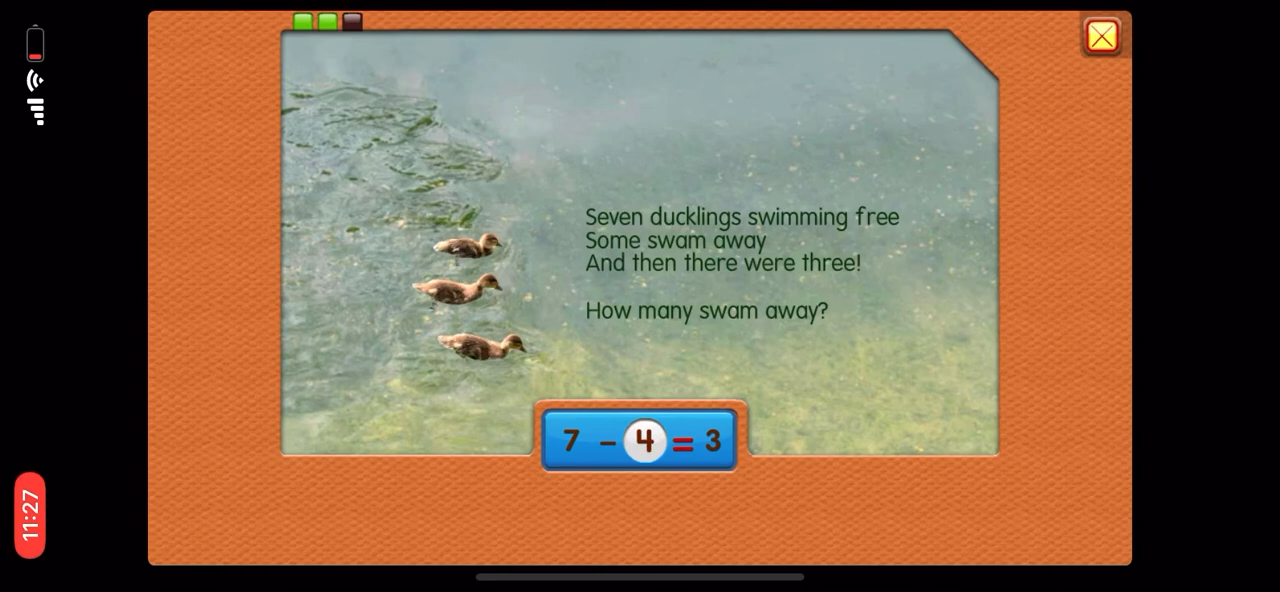 Seven ducklings swimming free
Some swam away
And then there were three!
How many swam away?
7 - 4 = 3
11:27